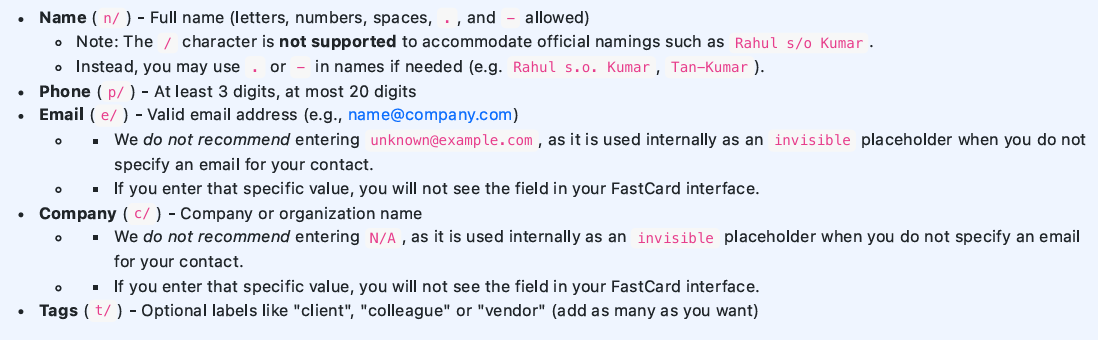 • Name ( n/ ) – Full name (letters, numbers, spaces, . , and - allowed)
◦ Note: The / character is not supported to accommodate official namings such as Rahul s/o Kumar .
◦ Instead, you may use . or - in names if needed (e.g. Rahul s.o. Kumar , Tan-Kumar ).
• Phone ( p/ ) – At least 3 digits, at most 20 digits
• Email ( e/ ) – Valid email address (e.g., name@company.com)
◦ ▪ We do not recommend entering unknown@example.com , as it is used internally as an invisible placeholder when you do not
specify an email for your contact.
◦ ▪ If you enter that specific value, you will not see the field in your FastCard interface.
• Company ( c/ ) – Company or organization name
◦ ▪ We do not recommend entering N/A , as it is used internally as an invisible placeholder when you do not specify an email
for your contact.
◦ ▪ If you enter that specific value, you will not see the field in your FastCard interface.
• Tags ( t/ ) – Optional labels like "client", "colleague" or "vendor" (add as many as you want)